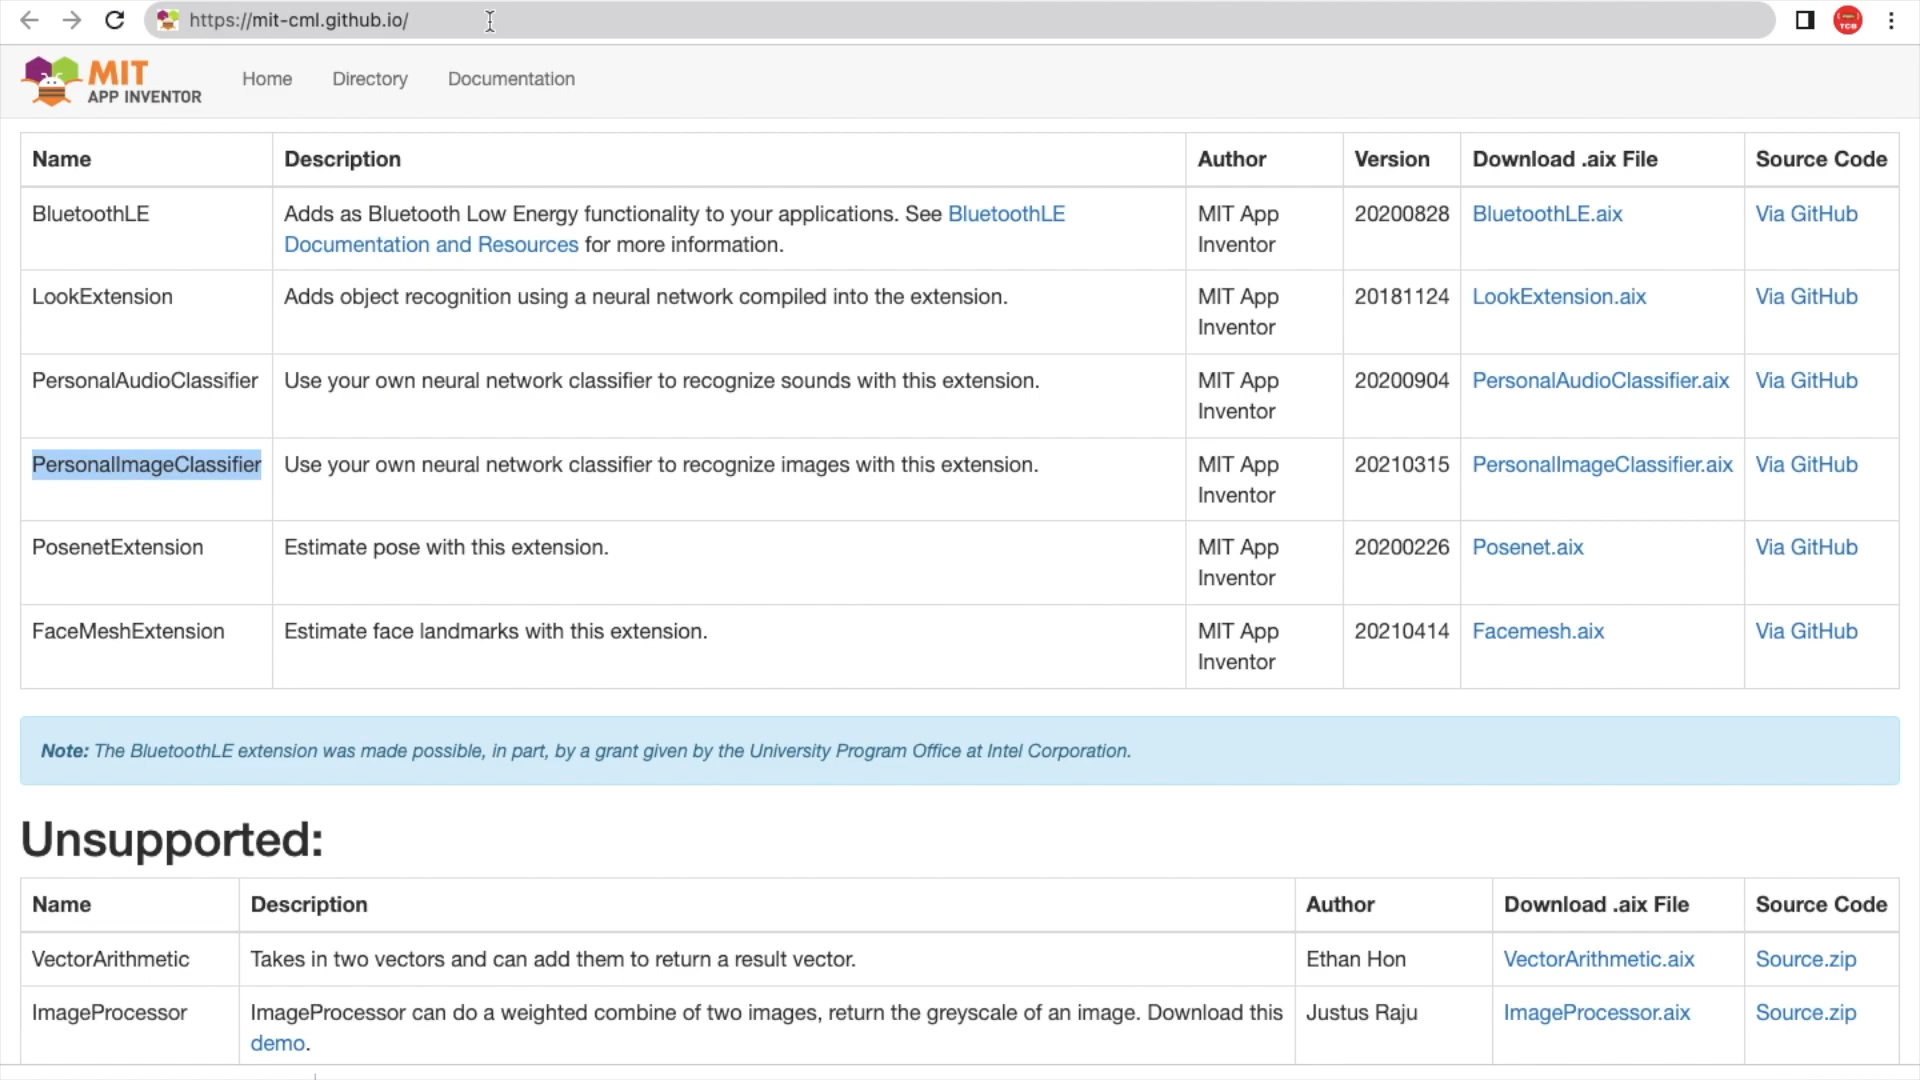 https://mit-cml.github.io/
TCB
MIT
APP INVENTOR
Home Directory Documentation
Name Description Author Version Download .aix File Source Code
BluetoothLE Adds as Bluetooth Low Energy functionality to your applications. See BluetoothLE MIT App 20200828 BluetoothLE.aix Via GitHub
Documentation and Resources for more information. Inventor
LookExtension Adds object recognition using a neural network compiled into the extension. MIT App 20181124 LookExtension.aix Via GitHub
Inventor
PersonalAudioClassifier Use your own neural network classifier to recognize sounds with this extension. MIT App 20200904 PersonalAudioClassifier.aix Via GitHub
Inventor
PersonalImageClassifier Use your own neural network classifier to recognize images with this extension. MIT App 20210315 PersonalImageClassifier.aix Via GitHub
Inventor
PosenetExtension Estimate pose with this extension. MIT App 20200226 Posenet.aix Via GitHub
Inventor
FaceMeshExtension Estimate face landmarks with this extension. MIT App 20210414 Facemesh.aix Via GitHub
Inventor
Note: The BluetoothLE extension was made possible, in part, by a grant given by the University Program Office at Intel Corporation.
Unsupported:
Name Description Author Download .aix File Source Code
VectorArithmetic Takes in two vectors and can add them to return a result vector. Ethan Hon VectorArithmetic.aix Source.zip
ImageProcessor ImageProcessor can do a weighted combine of two images, return the greyscale of an image. Download this Justus Raju ImageProcessor.aix Source.zip
demo.